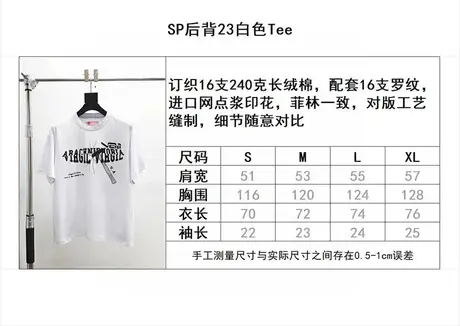 SP后背23白色Tee
订织16支240克长绒棉，配套16支罗纹，
进口网点浆印花，菲林一致，对版工艺
缝制，细节随意对比
尺码 S M L XL
肩宽 51 53 55 57
胸围 116 120 124 128
衣长 70 72 74 76
袖长 22 23 24 25
手工测量尺寸与实际尺寸之间存在0.5-1cm误差